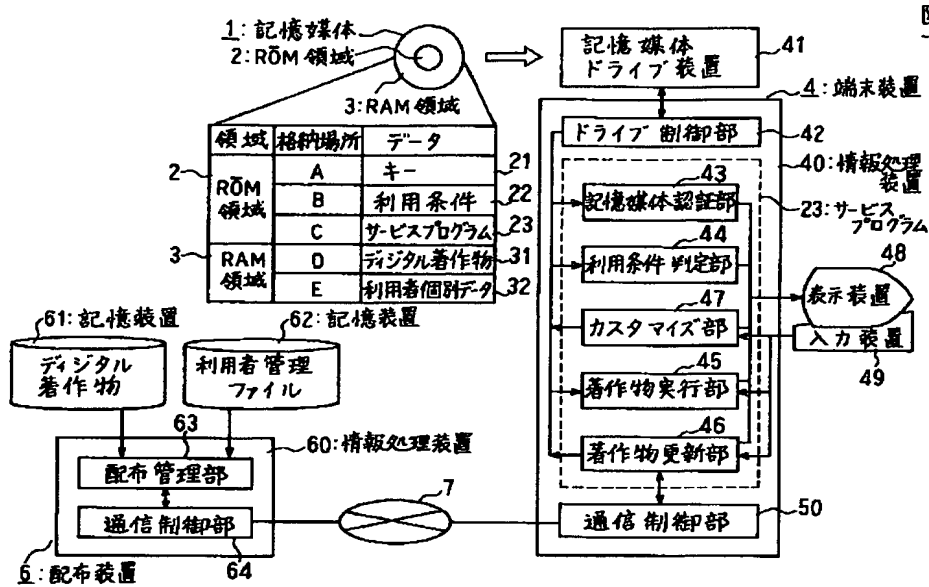 1:記憶媒体
2:ROM領域
3:RAM領域
記憶媒体
ドライブ装置
41
4:端末装置
領域 格納場所 データ
2
ROM
領域
A キー 21
B 利用条件 22
C サービスプログラム 23
3
RAM
領域
D ディジタル著作物 31
E 利用者個別データ 32
ドライブ制御部
42
40:情報処理
装置
43
記憶媒体認証部
23:サービス
プログラム
44
利用条件判定部
48
表示装置
47
カスタマイズ部
入力装置
49
45
著作物実行部
46
著作物更新部
通信制御部
50
61:記憶装置
ディジタル
著作物
62:記憶装置
利用者管理
ファイル
63
60:情報処理装置
配布管理部
通信制御部
64
6:配布装置
7